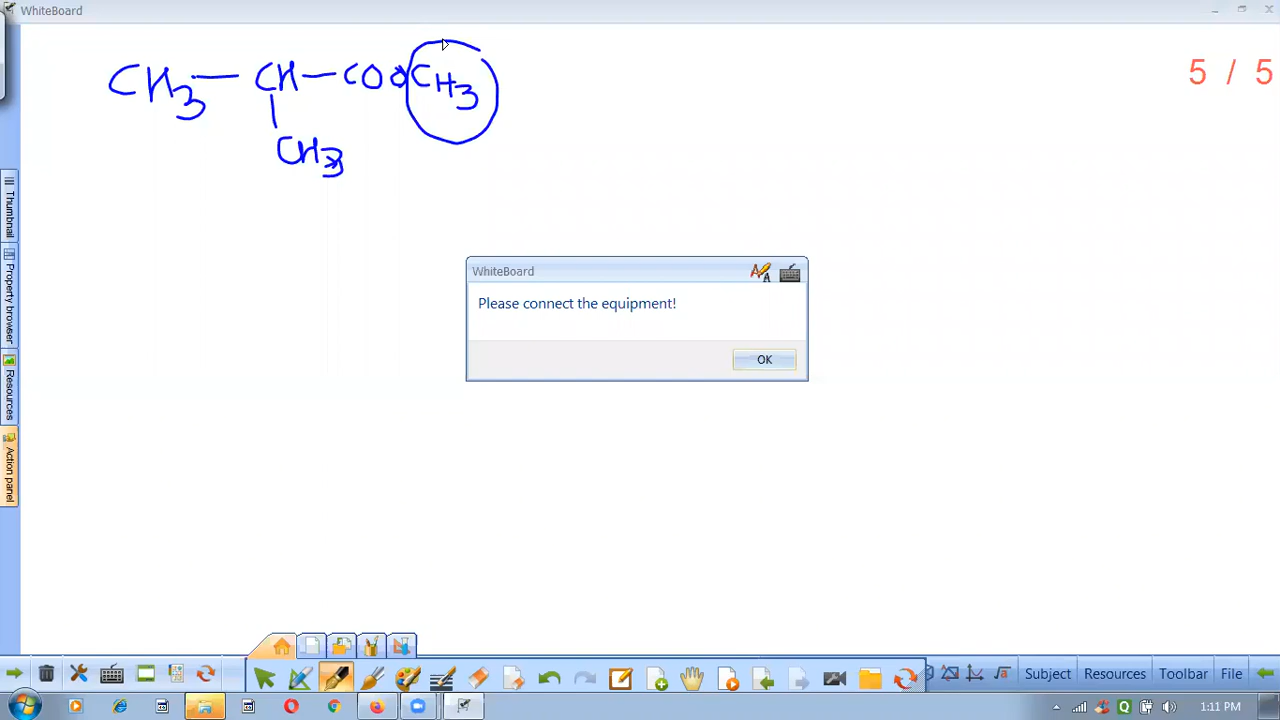 WhiteBoard
CH3 — CH — COOCH3
CH3
5 / 5
Thumbnail
Property browser
Resources
Action panel
WhiteBoard
Please connect the equipment!
OK
Subject
Resources
Toolbar
File
1:11 PM